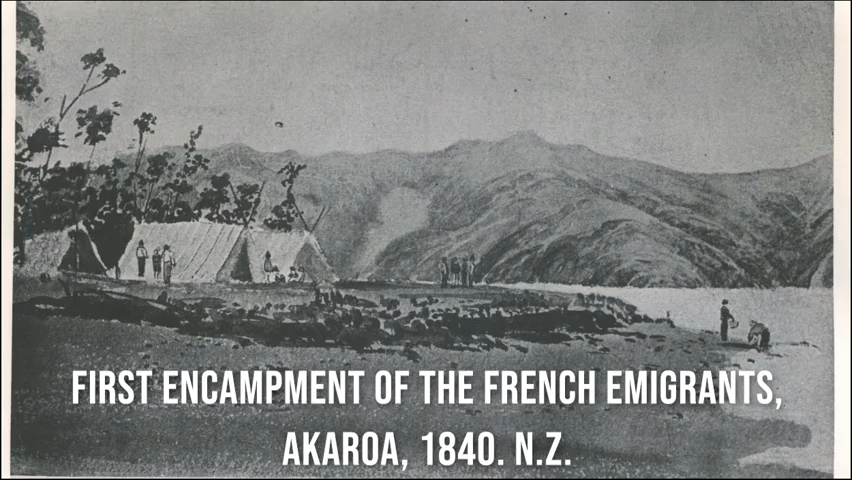 FIRST ENCAMPMENT OF THE FRENCH EMIGRANTS,
AKAROA, 1840. N.Z.